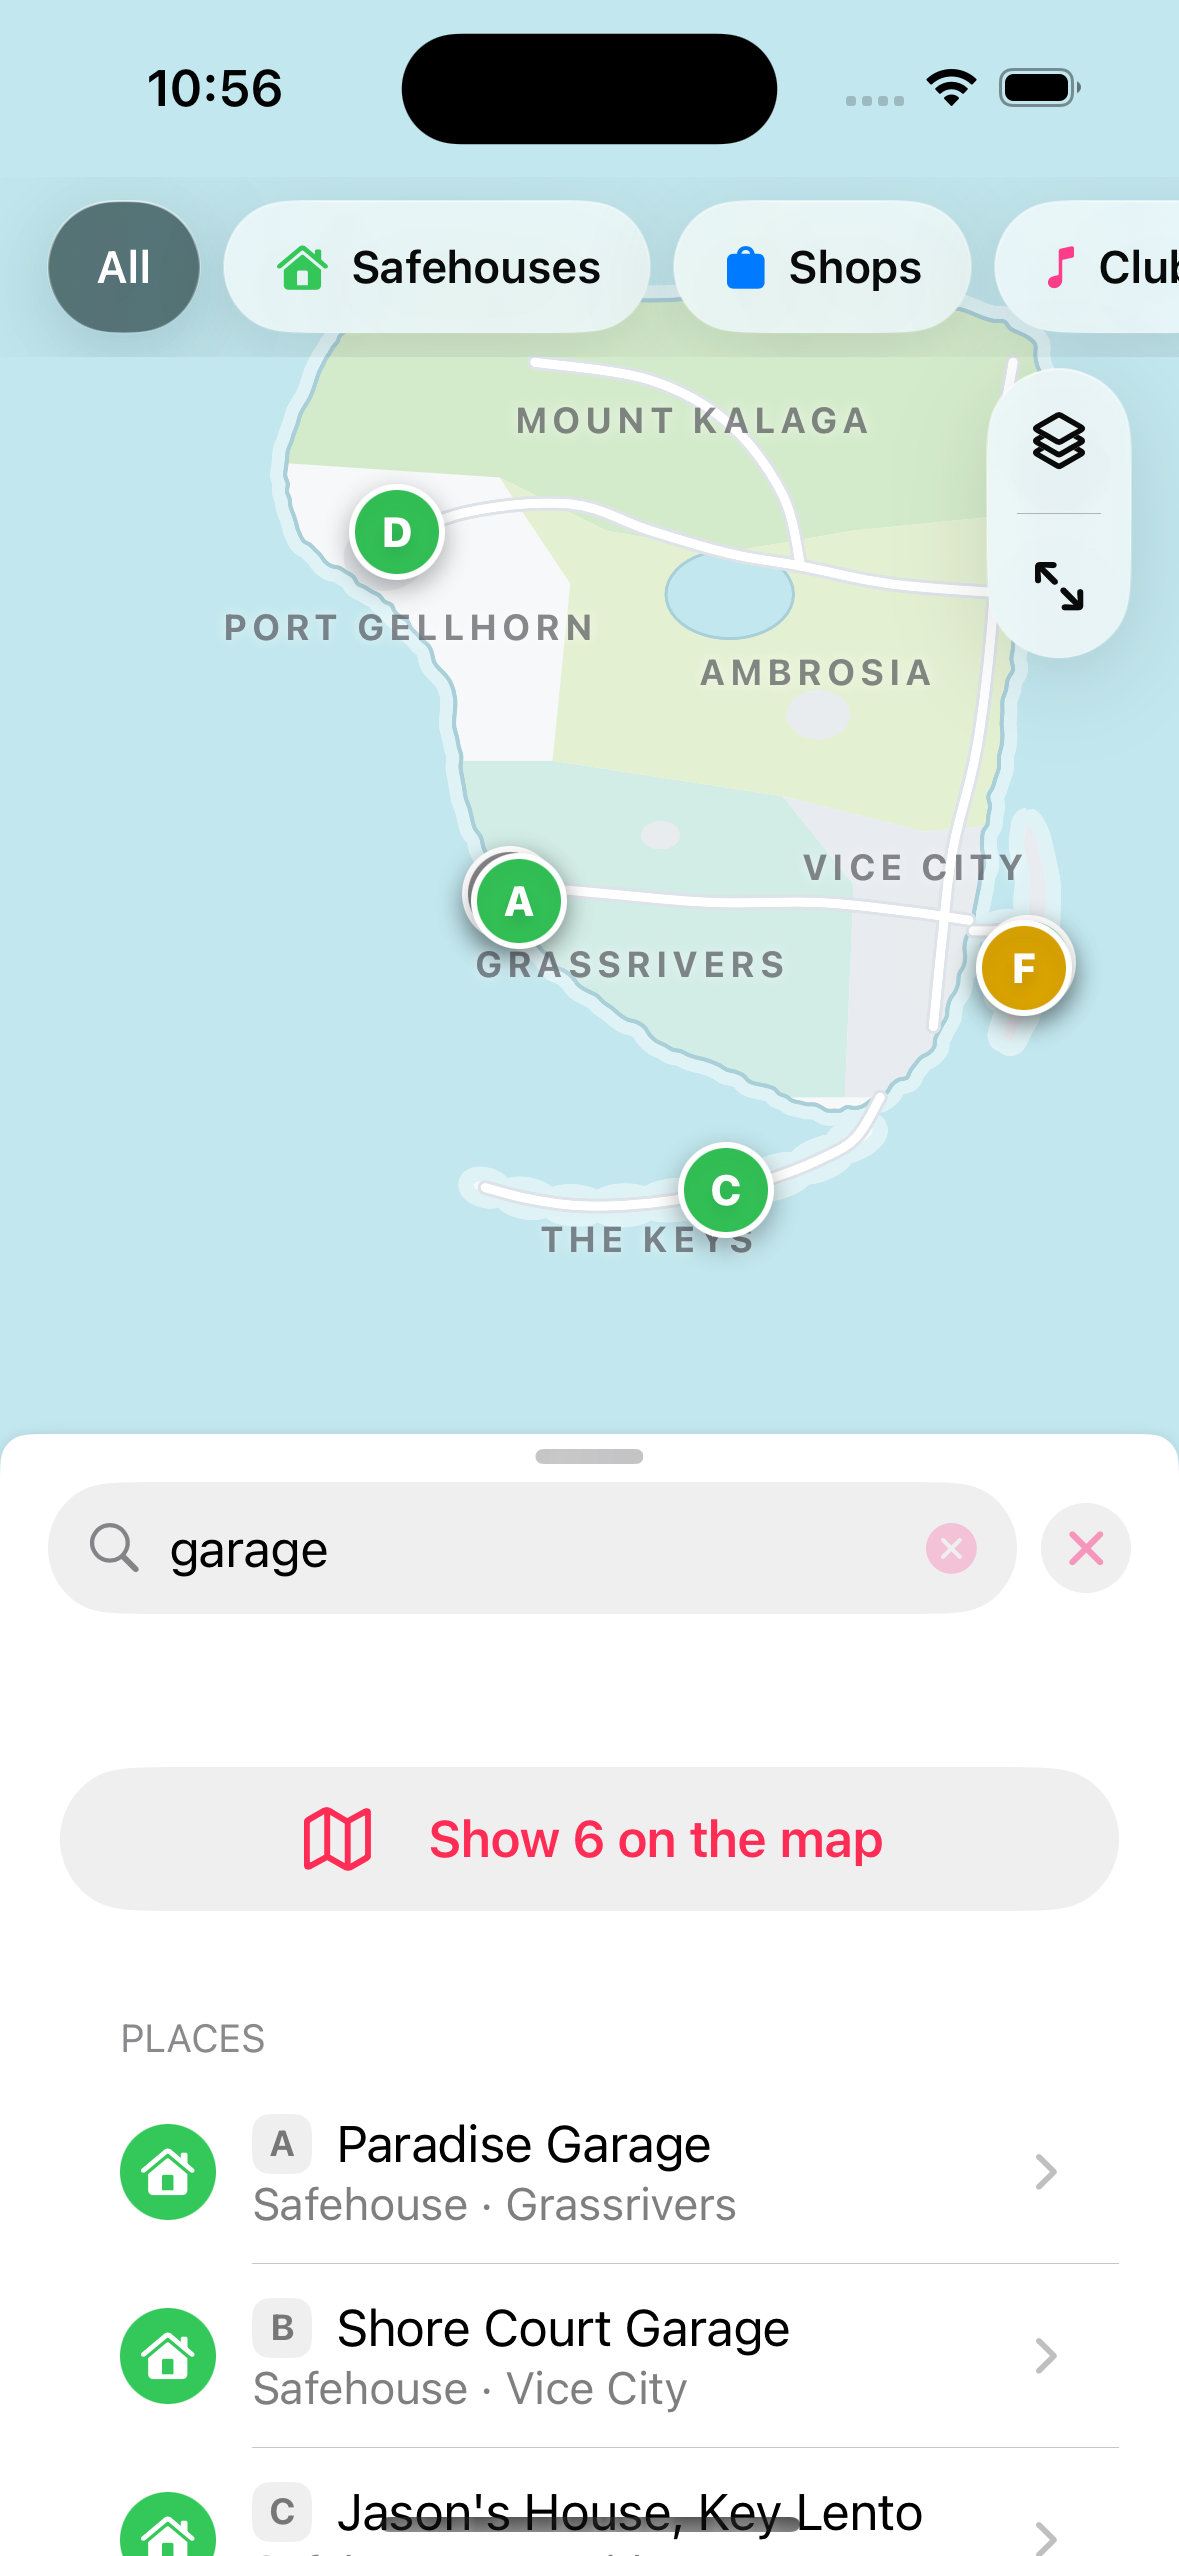 10:56
All
Safehouses
Shops
Club
MOUNT KALAGA
D
PORT GELLHORN
AMBROSIA
VICE CITY
A
F
GRASSRIVERS
C
THE KEYS
garage
Show 6 on the map
PLACES
A Paradise Garage
Safehouse · Grassrivers
B Shore Court Garage
Safehouse · Vice City
C Jason's House, Key Lento